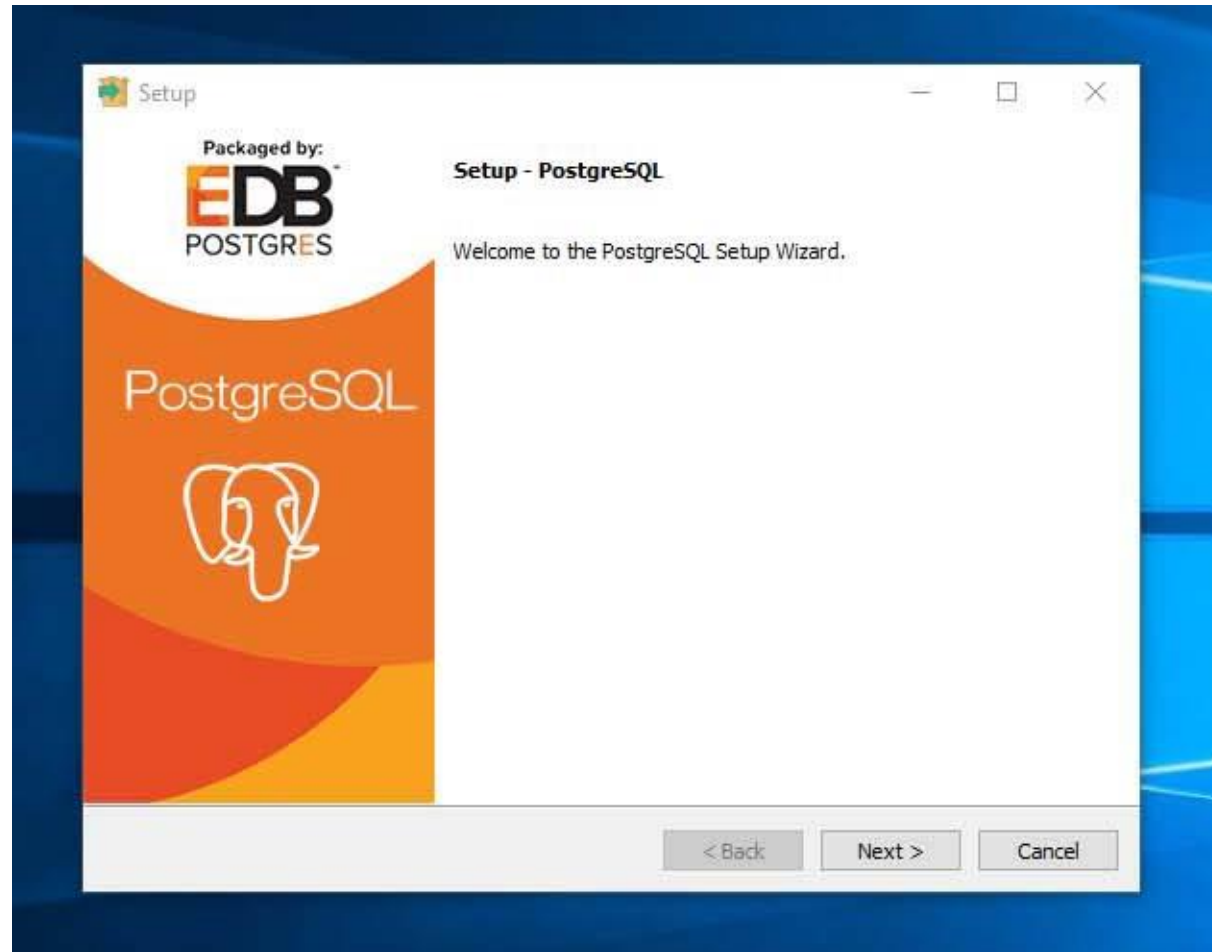 Setup
Packaged by:
EDB
POSTGRES
PostgreSQL
Setup - PostgreSQL
Welcome to the PostgreSQL Setup Wizard.
< Back
Next >
Cancel